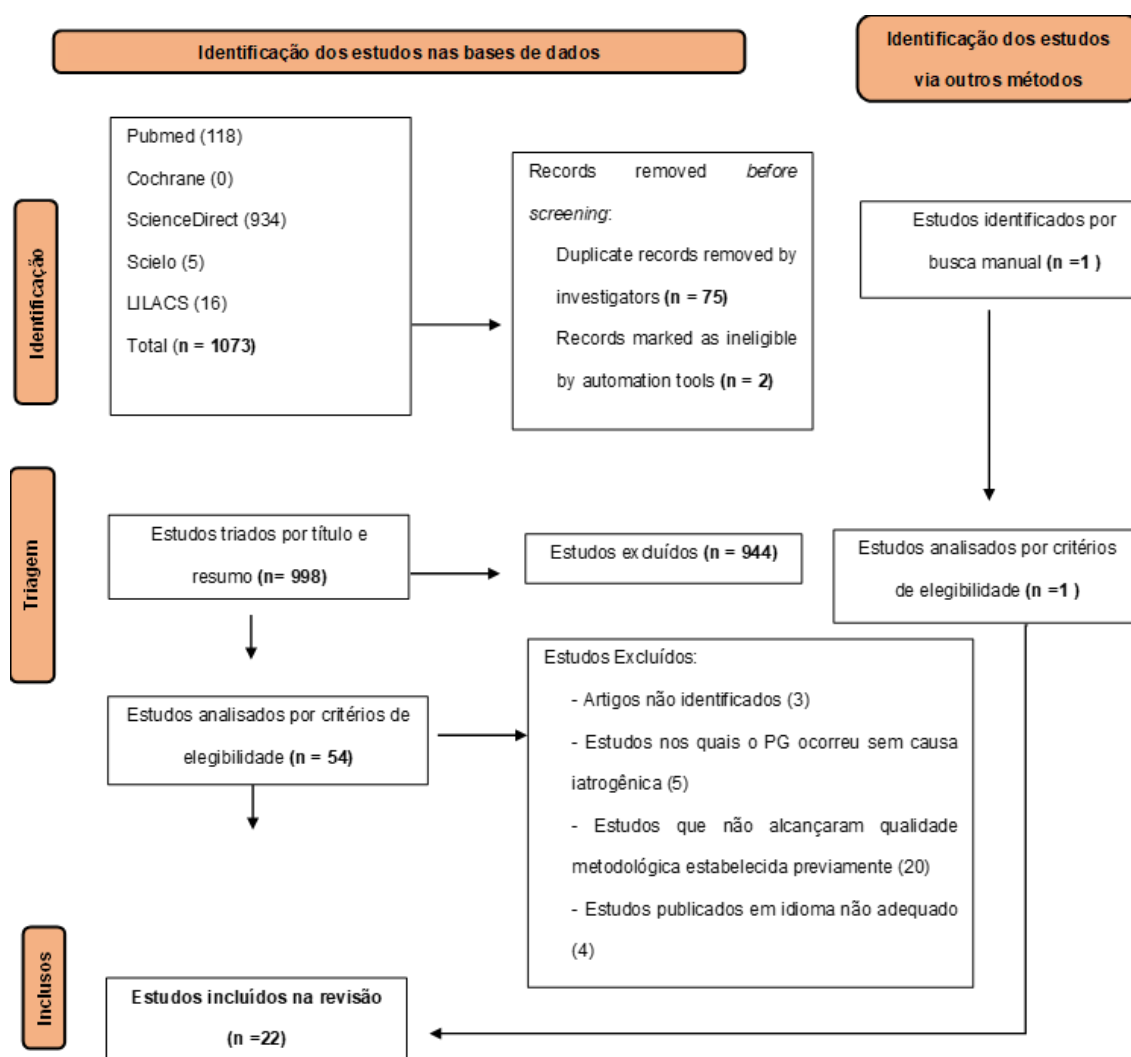 Identificação dos estudos nas bases de dados
Identificação dos estudos
via outros métodos
Identificação
Pubmed (118)
Cochrane (0)
ScienceDirect (934)
Scielo (5)
LILACS (16)
Total (n = 1073)
Records removed before
screening:
Duplicate records removed by
investigators (n = 75)
Records marked as ineligible
by automation tools (n = 2)
Estudos identificados por
busca manual (n =1 )
Triagem
Estudos triados por título e
resumo (n= 998)
Estudos excluídos (n = 944)
Estudos analisados por critérios
de elegibilidade (n =1 )
Estudos analisados por critérios de
elegibilidade (n = 54)
Estudos Excluídos:
- Artigos não identificados (3)
- Estudos nos quais o PG ocorreu sem causa
iatrogênica (5)
- Estudos que não alcançaram qualidade
metodológica estabelecida previamente (20)
- Estudos publicados em idioma não adequado
(4)
Inclusos
Estudos incluídos na revisão
(n =22)